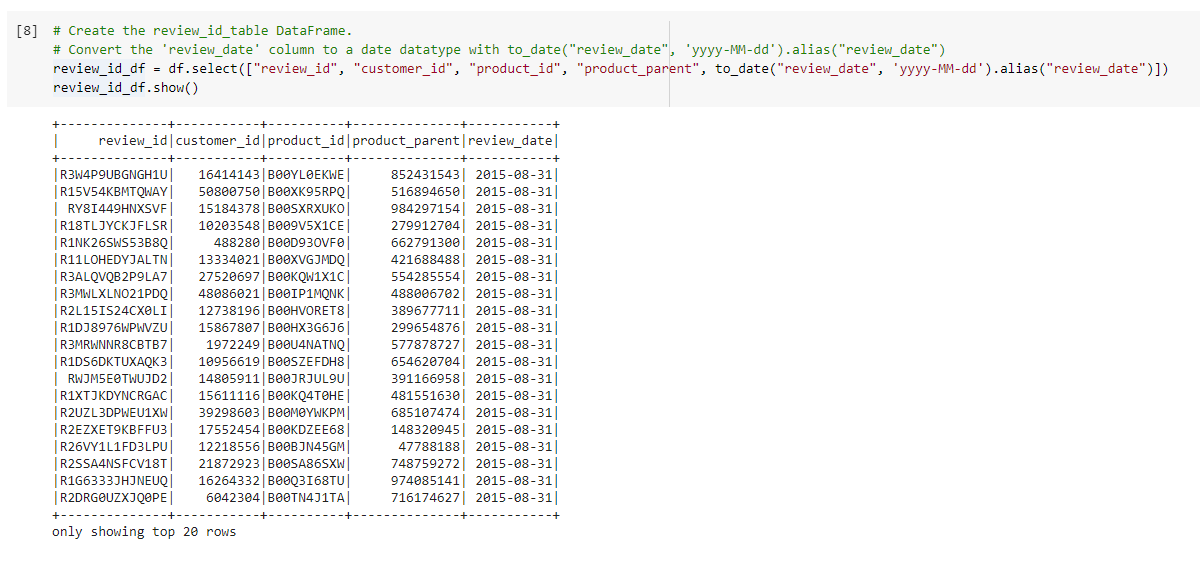 [8] # Create the review_id_table DataFrame.
# Convert the 'review_date' column to a date datatype with to_date("review_date", 'yyyy-MM-dd').alias("review_date")
review_id_df = df.select(["review_id", "customer_id", "product_id", "product_parent", to_date("review_date", 'yyyy-MM-dd').alias("review_date")])
review_id_df.show()
+--------------+-----------+----------+--------------+-----------+
|     review_id|customer_id|product_id|product_parent|review_date|
+--------------+-----------+----------+--------------+-----------+
|R3W4P9UBGNGH1U|   16414143|B00YL0EKWE|     852431543| 2015-08-31|
|R15V54KBMTQWAY|   50800750|B00XK95RPQ|     516894650| 2015-08-31|
| RY8I449HNXSVF|   15184378|B00SXRXUKO|     984297154| 2015-08-31|
|R18TLJYCKJFLSR|   10203548|B009V5X1CE|     279912704| 2015-08-31|
|R1NK26SWS53B8Q|     488280|B00D93OVF0|     662791300| 2015-08-31|
|R11LOHEDYJALTN|   13334021|B00XVGJMDQ|     421688488| 2015-08-31|
|R3ALQVQB2P9LA7|   27520697|B00KQW1X1C|     554285554| 2015-08-31|
|R3MWLXLNO21PDQ|   48086021|B00IP1MQNK|     488006702| 2015-08-31|
|R2L15IS24CX0LI|   12738196|B00HVORET8|     389677711| 2015-08-31|
|R1DJ8976WPWVZU|   15867807|B00HX3G6J6|     299654876| 2015-08-31|
|R3MRWNNR8CBTB7|    1972249|B00U4NATNQ|     577878727| 2015-08-31|
|R1DS6DKTUXAQK3|   10956619|B00SZEFDH8|     654620704| 2015-08-31|
| RWJM5E0TWUJD2|   14805911|B00JRJUL9U|     391166958| 2015-08-31|
|R1XTJKDYNCRGAC|   15611116|B00KQ4T0HE|     481551630| 2015-08-31|
|R2UZL3DPWEU1XW|   39298603|B00M0YWKPM|     685107474| 2015-08-31|
|R2EZXET9KBFFU3|   17552454|B00KDZEE68|     148320945| 2015-08-31|
|R26VY1L1FD3LPU|   12218556|B00BJN45GM|      47788188| 2015-08-31|
|R2SSA4NSFCV18T|   21872923|B00SA86SXW|     748759272| 2015-08-31|
|R1G6333JHJNEUQ|   16264332|B00Q3I68TU|     974085141| 2015-08-31|
|R2DRG0UZXJQ0PE|    6042304|B00TN4J1TA|     716174627| 2015-08-31|
+--------------+-----------+----------+--------------+-----------+
only showing top 20 rows